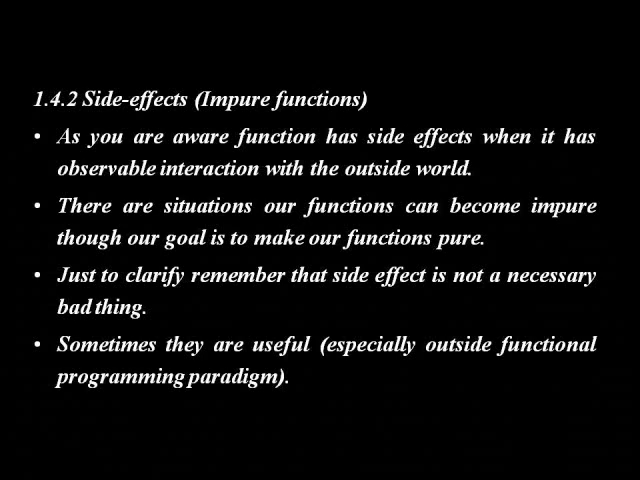 1.4.2 Side-effects (Impure functions)
• As you are aware function has side effects when it has
observable interaction with the outside world.
• There are situations our functions can become impure
though our goal is to make our functions pure.
• Just to clarify remember that side effect is not a necessary
bad thing.
• Sometimes they are useful (especially outside functional
programming paradigm).